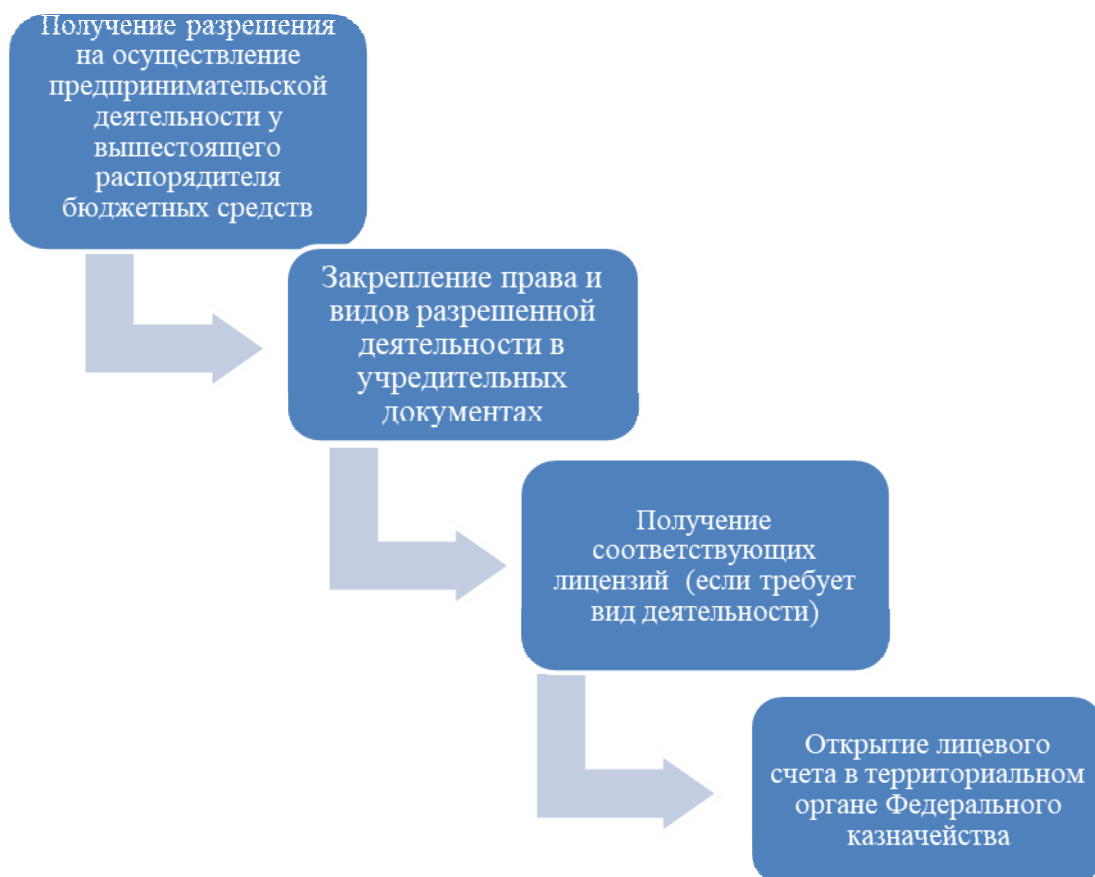 Получение разрешения
на осуществление
предпринимательской
деятельности у
вышестоящего
распорядителя
бюджетных средств
Закрепление права и
видов разрешенной
деятельности в
учредительных
документах
Получение
соответствующих
лицензий (если требует
вид деятельности)
Открытие лицевого
счета в территориальном
органе Федерального
казначейства